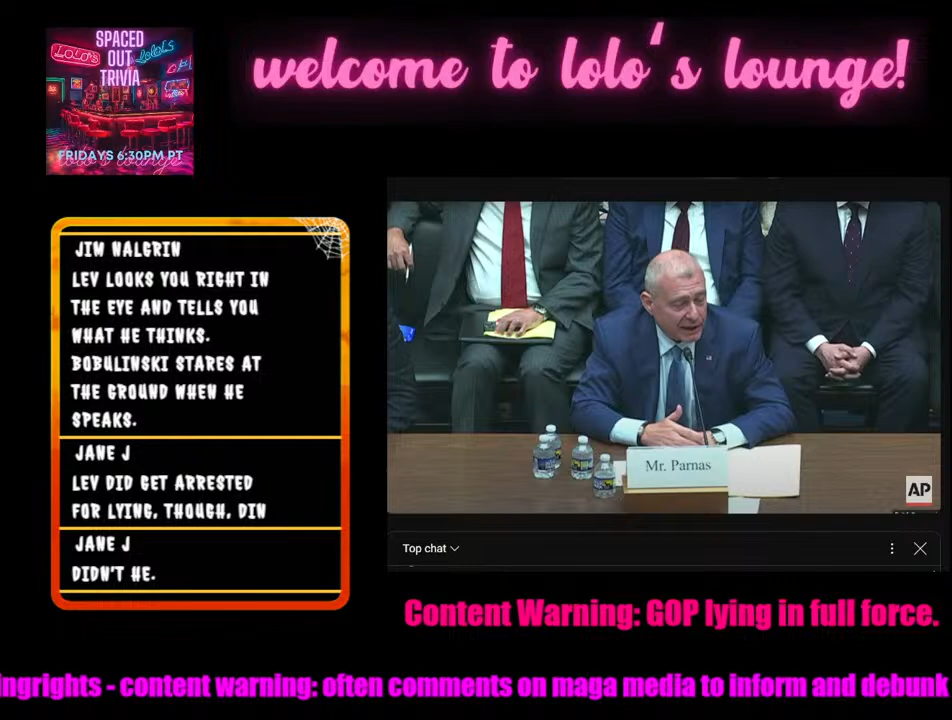 SPACED
OUT
TRIVIA
LOLO'S
FRIDAYS 6:30PM PT
lolo's lounge
welcome to lolo's lounge!
JIM NALGRIN
LEV LOOKS YOU RIGHT IN
THE EYE AND TELLS YOU
WHAT HE THINKS.
BOBULINSKI STARES AT
THE GROUND WHEN HE
SPEAKS.
JANE J
LEV DID GET ARRESTED
FOR LYING, THOUGH, DIN
JANE J
DIDN'T HE.
Mr. Parnas
AP
Top chat
Content Warning: GOP lying in full force.
ingrights - content warning: often comments on maga media to inform and debunk